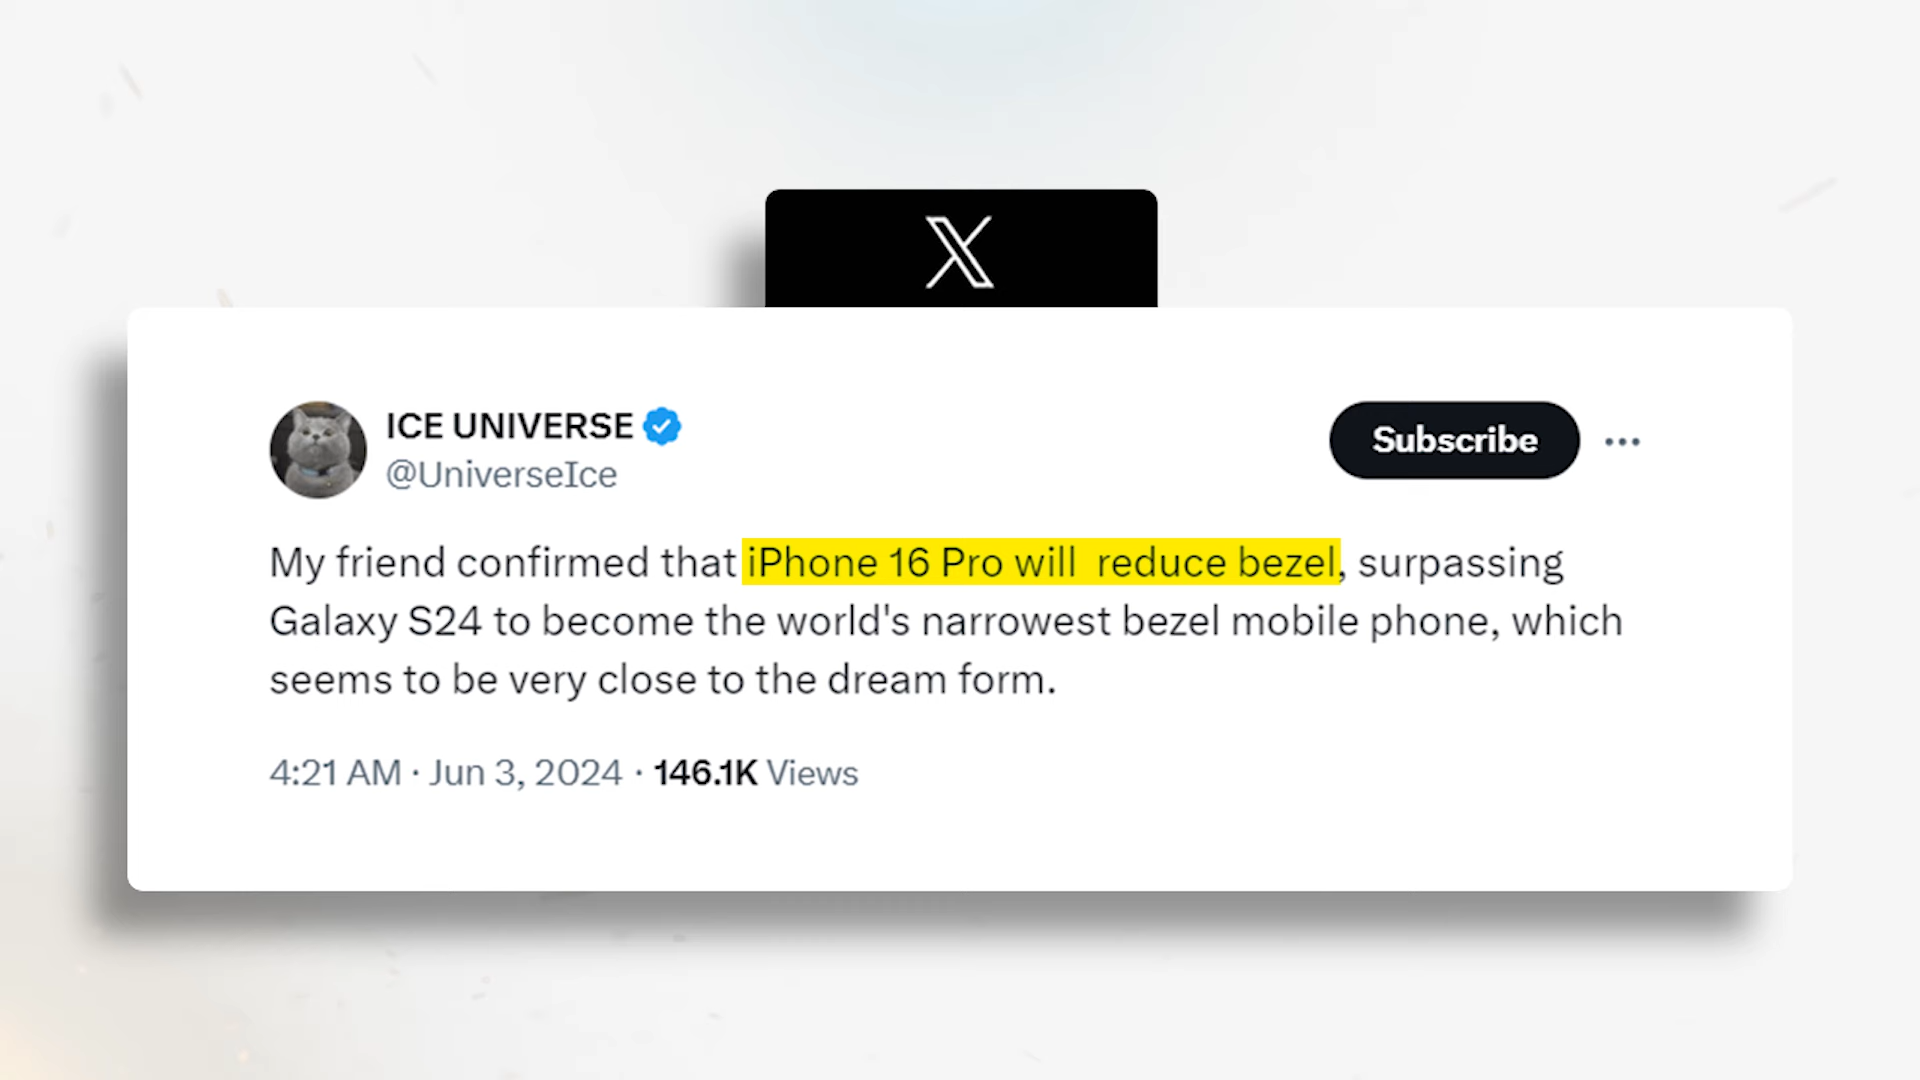 X
ICE UNIVERSE
@UniverseIce
Subscribe
My friend confirmed that iPhone 16 Pro will  reduce bezel, surpassing
Galaxy S24 to become the world's narrowest bezel mobile phone, which
seems to be very close to the dream form.
4:21 AM · Jun 3, 2024 · 146.1K Views